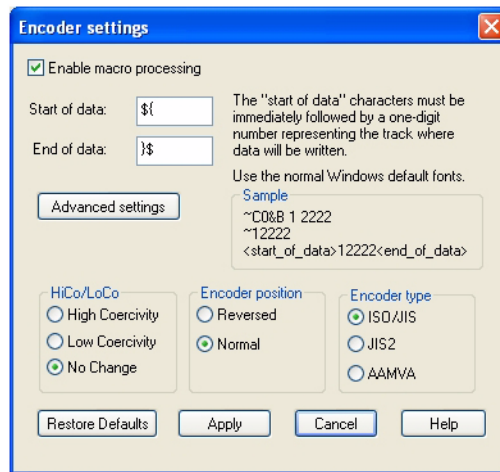 Encoder settings
Enable macro processing
Start of data: ${
End of data: }$
The "start of data" characters must be
immediately followed by a one-digit
number representing the track where
data will be written.
Use the normal Windows default fonts.
Advanced settings
Sample
~C0&B 1 2222
~12222
<start_of_data>12222<end_of_data>
HiCo/LoCo
High Coercivity
Low Coercivity
No Change
Encoder position
Reversed
Normal
Encoder type
ISO/JIS
JIS2
AAMVA
Restore Defaults
Apply
Cancel
Help